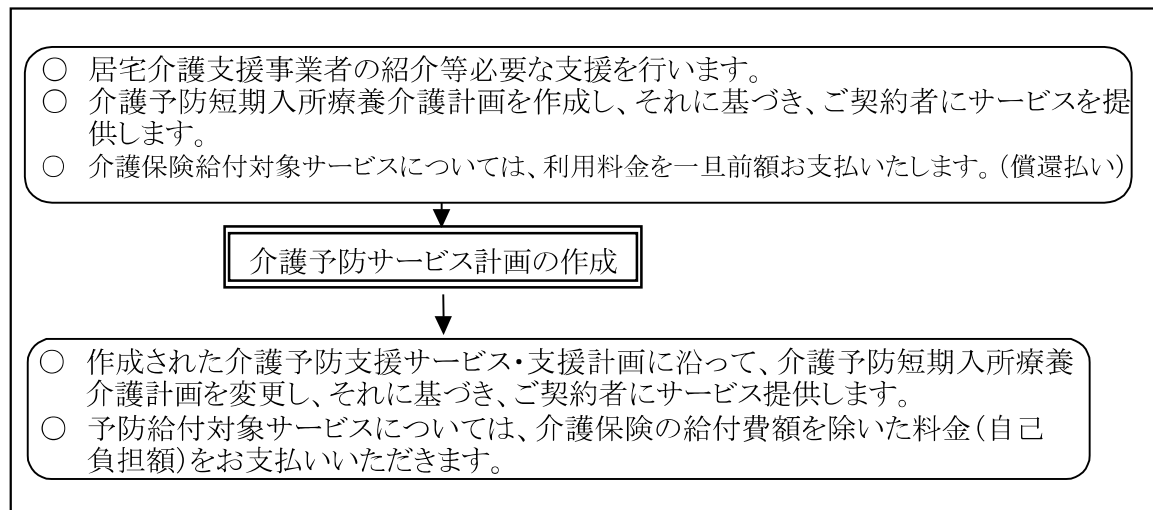 ○ 居宅介護支援事業者の紹介等必要な支援を行います。
○ 介護予防短期入所療養介護計画を作成し、それに基づき、ご契約者にサービスを提
供します。
○ 介護保険給付対象サービスについては、利用料金を一旦前額お支払いたします。（償還払い）
介護予防サービス計画の作成
○ 作成された介護予防支援サービス・支援計画に沿って、介護予防短期入所療養
介護計画を変更し、それに基づき、ご契約者にサービス提供します。
○ 予防給付対象サービスについては、介護保険の給付費額を除いた料金（自己
負担額）をお支払いいただきます。